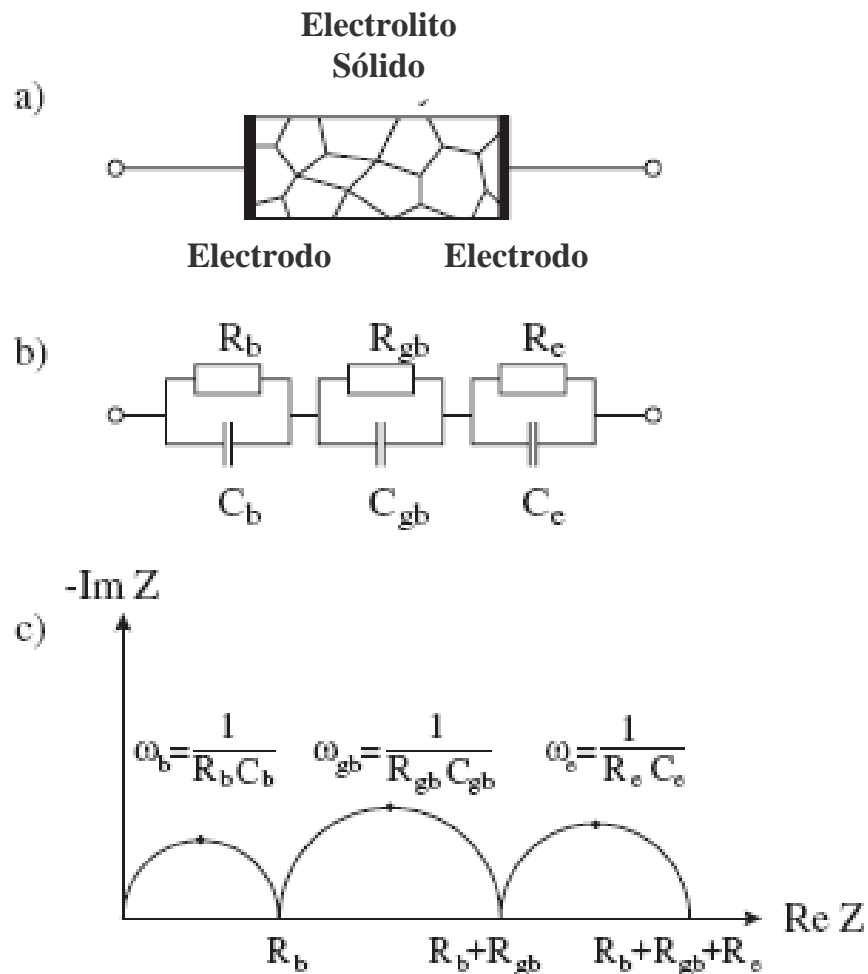 Electrolito
Sólido
a)
Electrodo Electrodo
b)
R_b R_gb R_e
C_b C_gb C_e
-Im Z
c)
ω_b=1/(R_b C_b) ω_gb=1/(R_gb C_gb) ω_e=1/(R_e C_e)
Re Z
R_b R_b+R_gb R_b+R_gb+R_e